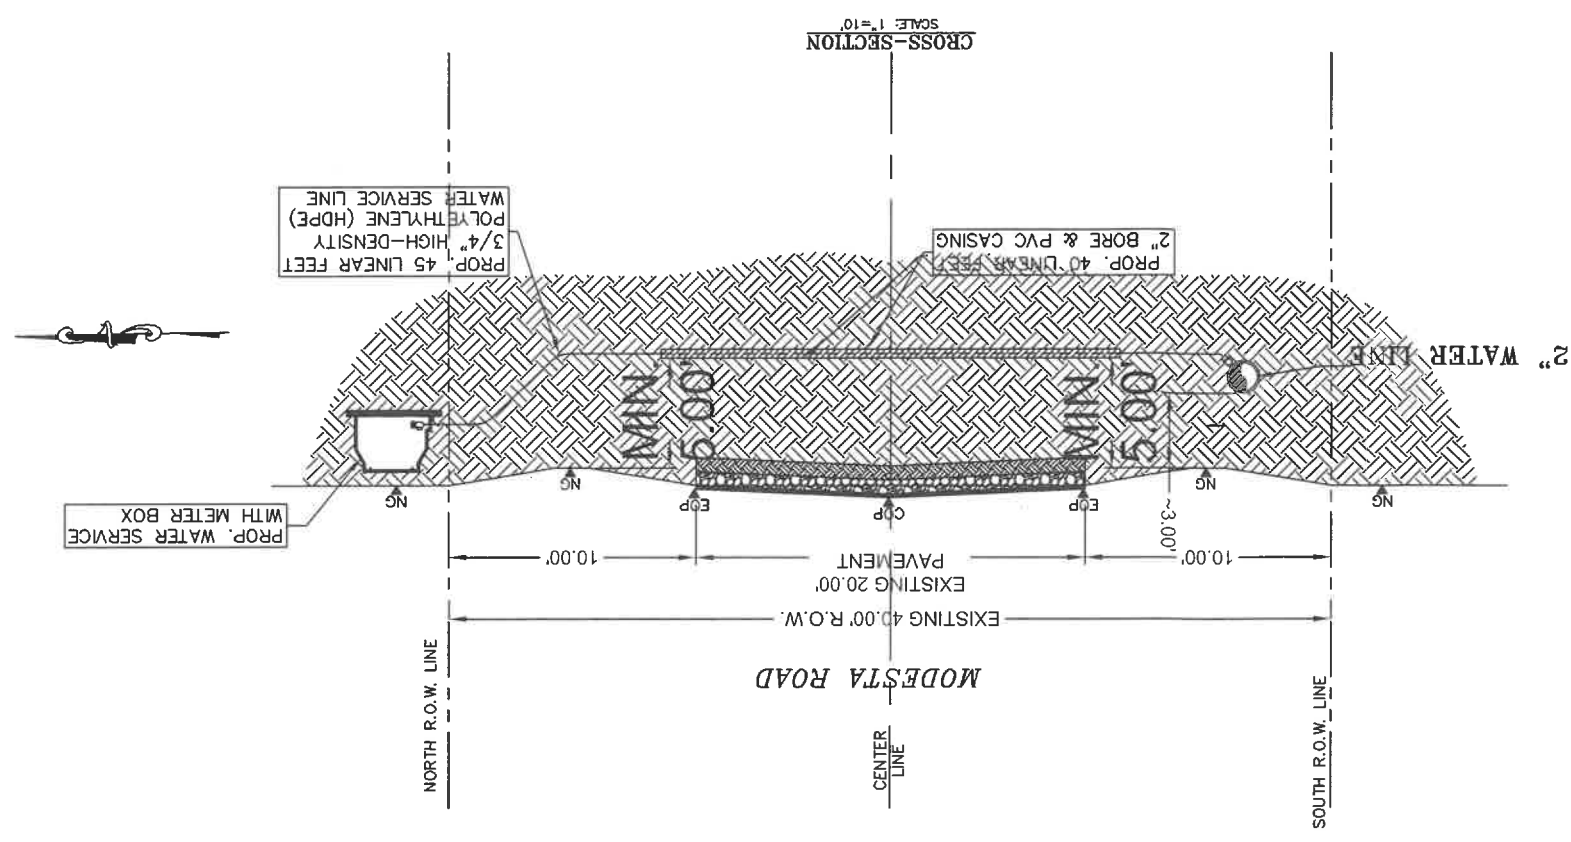 SOUTH R.O.W. LINE
CENTER
LINE
NORTH R.O.W. LINE
MODESTA ROAD
EXISTING 40.00' R.O.W.
10.00'
EXISTING 20.00'
PAVEMENT
10.00'
~3.00'
PROP. WATER SERVICE
WITH METER BOX
NG
NG
EOP
COP
EOP
NG
NG
5.00'
MIN.
5.00'
MIN.
2" WATER LINE
PROP. 40 LINEAR FEET
2" BORE & PVC CASING
PROP. 45 LINEAR FEET
3/4" HIGH-DENSITY
POLYETHYLENE (HDPE)
WATER SERVICE LINE
CROSS-SECTION
SCALE: 1"=10'